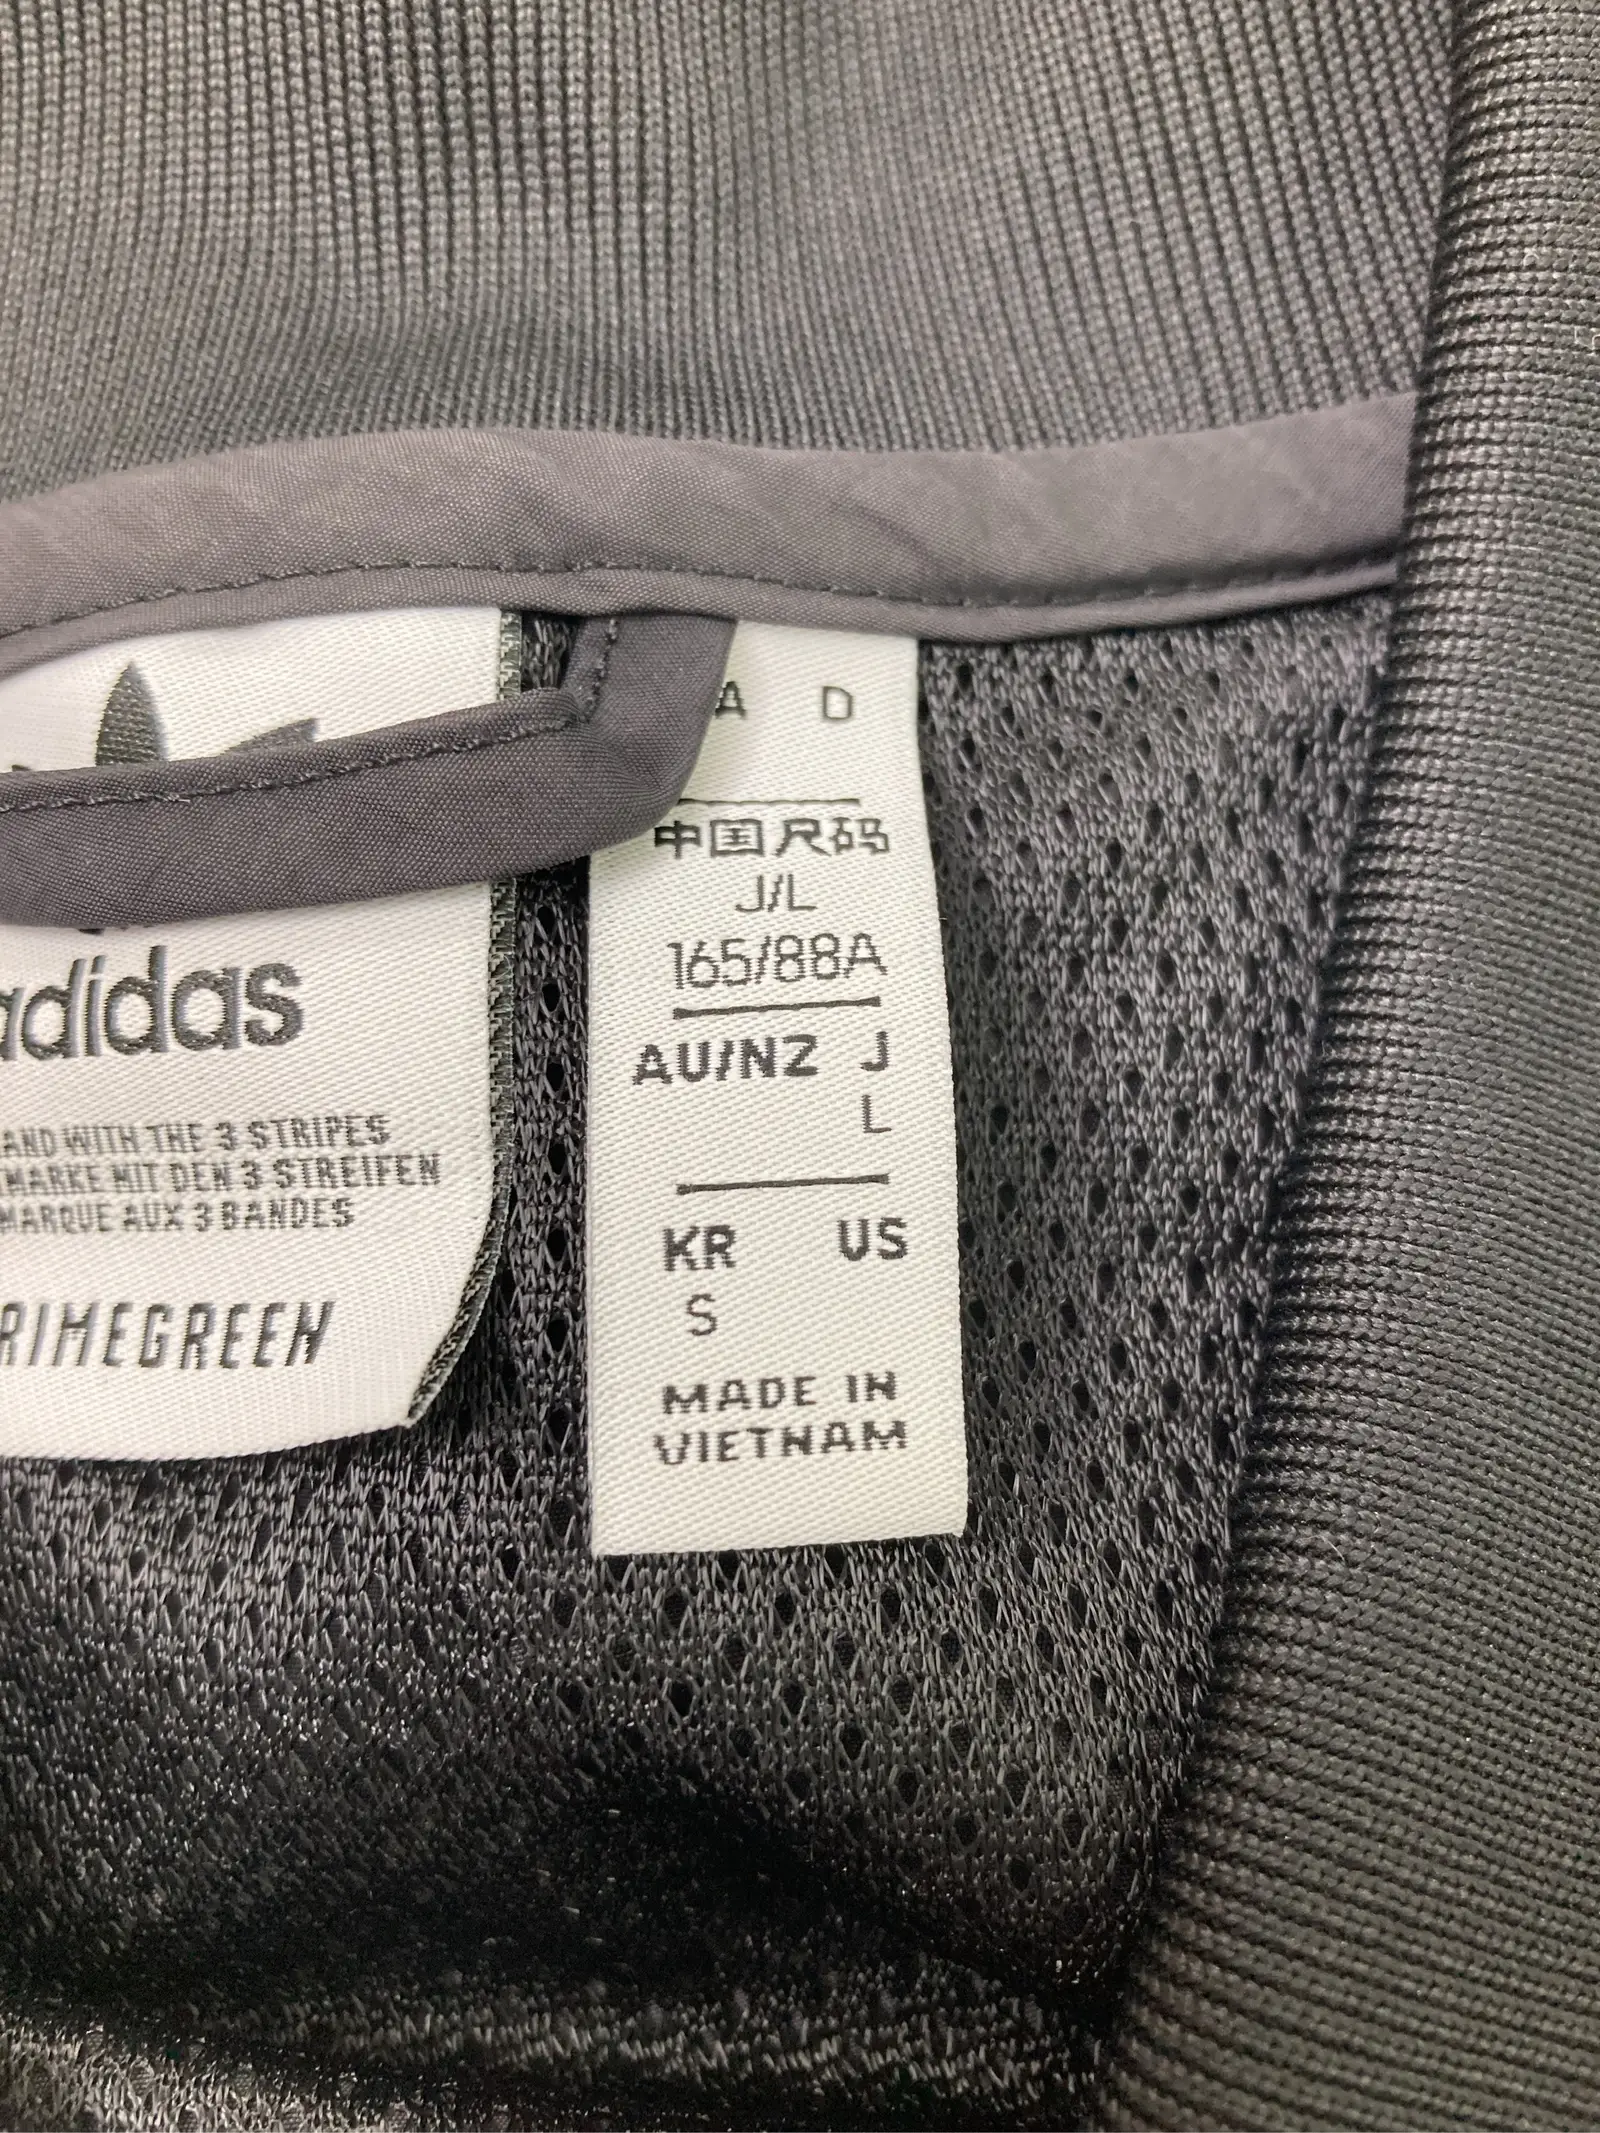 adidas
AND WITH THE 3 STRIPES
MARKE MIT DEN 3 STREIFEN
MARQUE AUX 3 BANDES
RIMEGREEN
A D
中国尺码
J/L
165/88A
AU/NZ J
L
KR US
S
MADE IN
VIETNAM